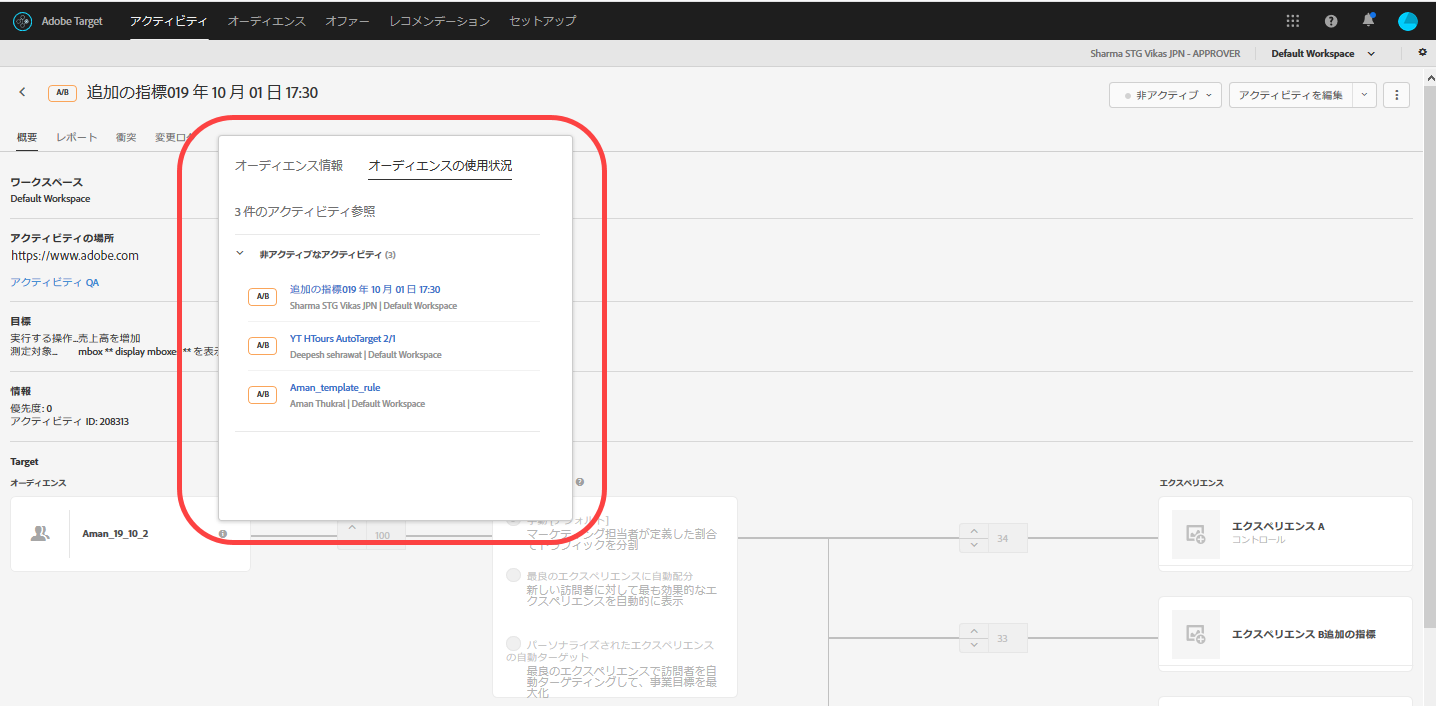 Adobe Target アクティビティ オーディエンス オファー レコメンデーション セットアップ
Sharma STG Vikas JPN - APPROVER Default Workspace
A/B 追加の指標019 年 10 月 01 日 17:30
非アクティブ アクティビティを編集
概要 レポート 衝突 変更ロ
オーディエンス情報 オーディエンスの使用状況
3 件のアクティビティ参照
非アクティブなアクティビティ (3)
A/B 追加の指標019 年 10 月 01 日 17:30
Sharma STG Vikas JPN | Default Workspace
A/B YT HTours AutoTarget 2/1
Deepesh sehrawat | Default Workspace
A/B Aman_template_rule
Aman Thukral | Default Workspace
ワークスペース
Default Workspace
アクティビティの場所
https://www.adobe.com
アクティビティ QA
目標
実行する操作... 売上高を増加
測定対象... mbox ** display mboxes ** を表示
情報
優先度: 0
アクティビティ ID: 208313
Target
オーディエンス
Aman_19_10_2
100
手動 [デフォルト]
マーケティング担当者が定義した割合
でトラフィックを分割
最良のエクスペリエンスに自動配分
新しい訪問者に対して最も効果的なエ
クスペリエンスを自動的に表示
パーソナライズされたエクスペリエンス
の自動ターゲット
最良のエクスペリエンスで訪問者を自
動ターゲティングして、事業目標を最
大化
34
33
エクスペリエンス
エクスペリエンス A
コントロール
エクスペリエンス B追加の指標